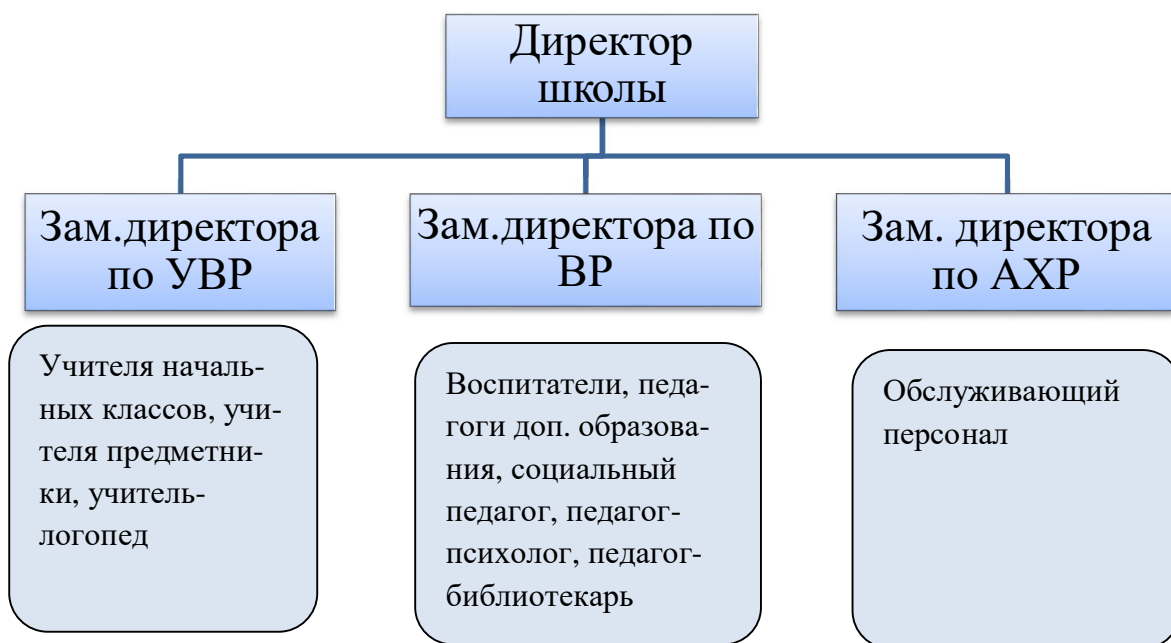 Директор
школы
Зам.директора
по УВР
Зам.директора по
ВР
Зам. директора
по АХР
Учителя началь-
ных классов, учи-
теля предметни-
ки, учитель-
логопед
Воспитатели, педа-
гоги доп. образова-
ния, социальный
педагог, педагог-
психолог, педагог-
библиотекарь
Обслуживающий
персонал